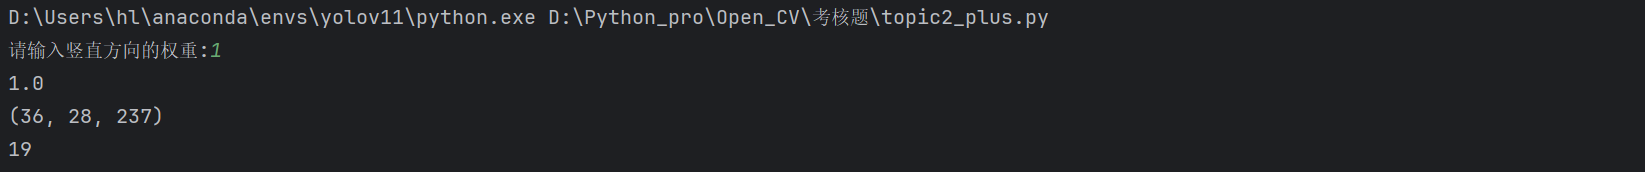 D:\Users\hl\anaconda\envs\yolov11\python.exe D:\Python_pro\Open_CV\考核题\topic2_plus.py
请输入竖直方向的权重:1
1.0
(36, 28, 237)
19